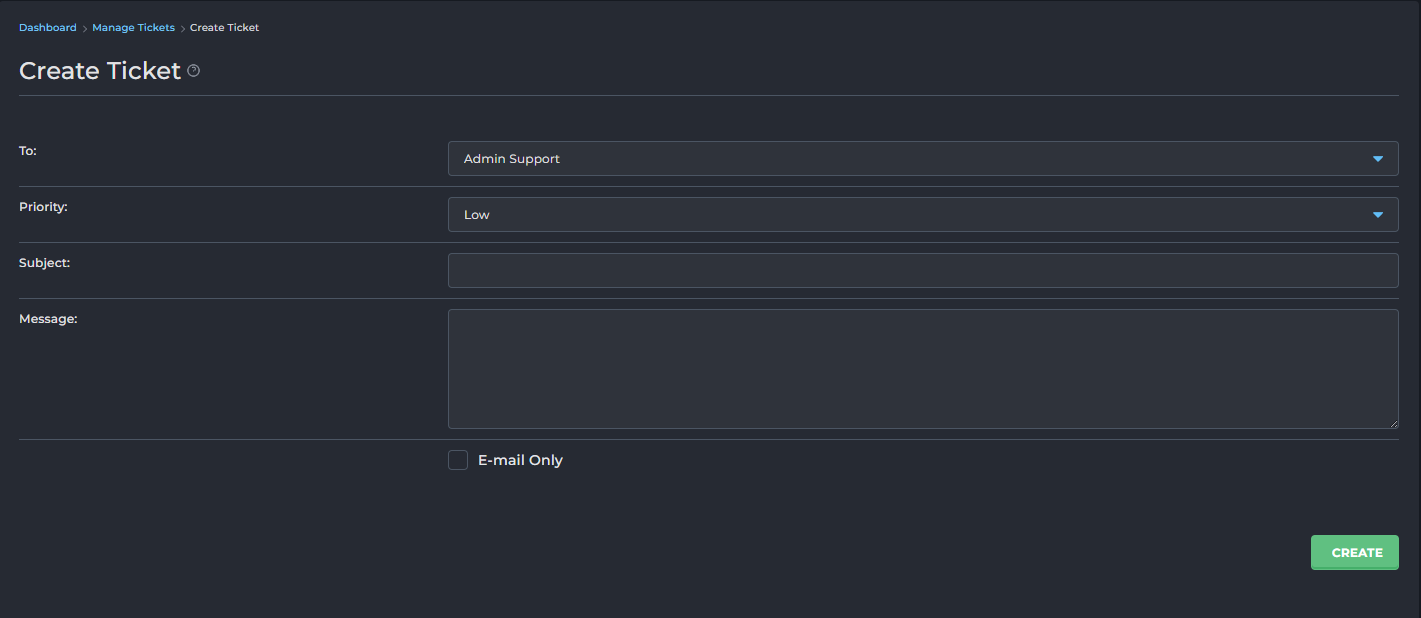 Dashboard > Manage Tickets > Create Ticket
Create Ticket ?
To:
Admin Support
Priority:
Low
Subject:
Message:
E-mail Only
CREATE